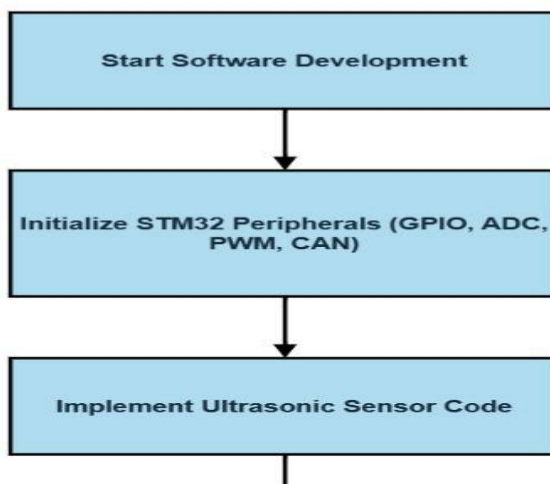 Start Software Development
Initialize STM32 Peripherals (GPIO, ADC,
PWM, CAN)
Implement Ultrasonic Sensor Code